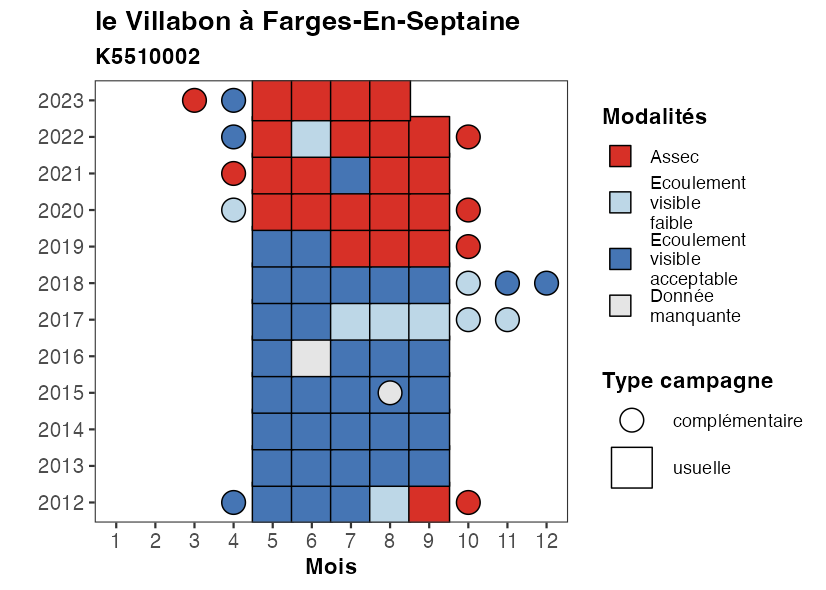 le Villabon à Farges-En-Septaine
K5510002
2023
2022
2021
2020
2019
2018
2017
2016
2015
2014
2013
2012
1 2 3 4 5 6 7 8 9 10 11 12
Mois
Modalités
Assec
Ecoulement
visible
faible
Ecoulement
visible
acceptable
Donnée
manquante
Type campagne
complémentaire
usuelle